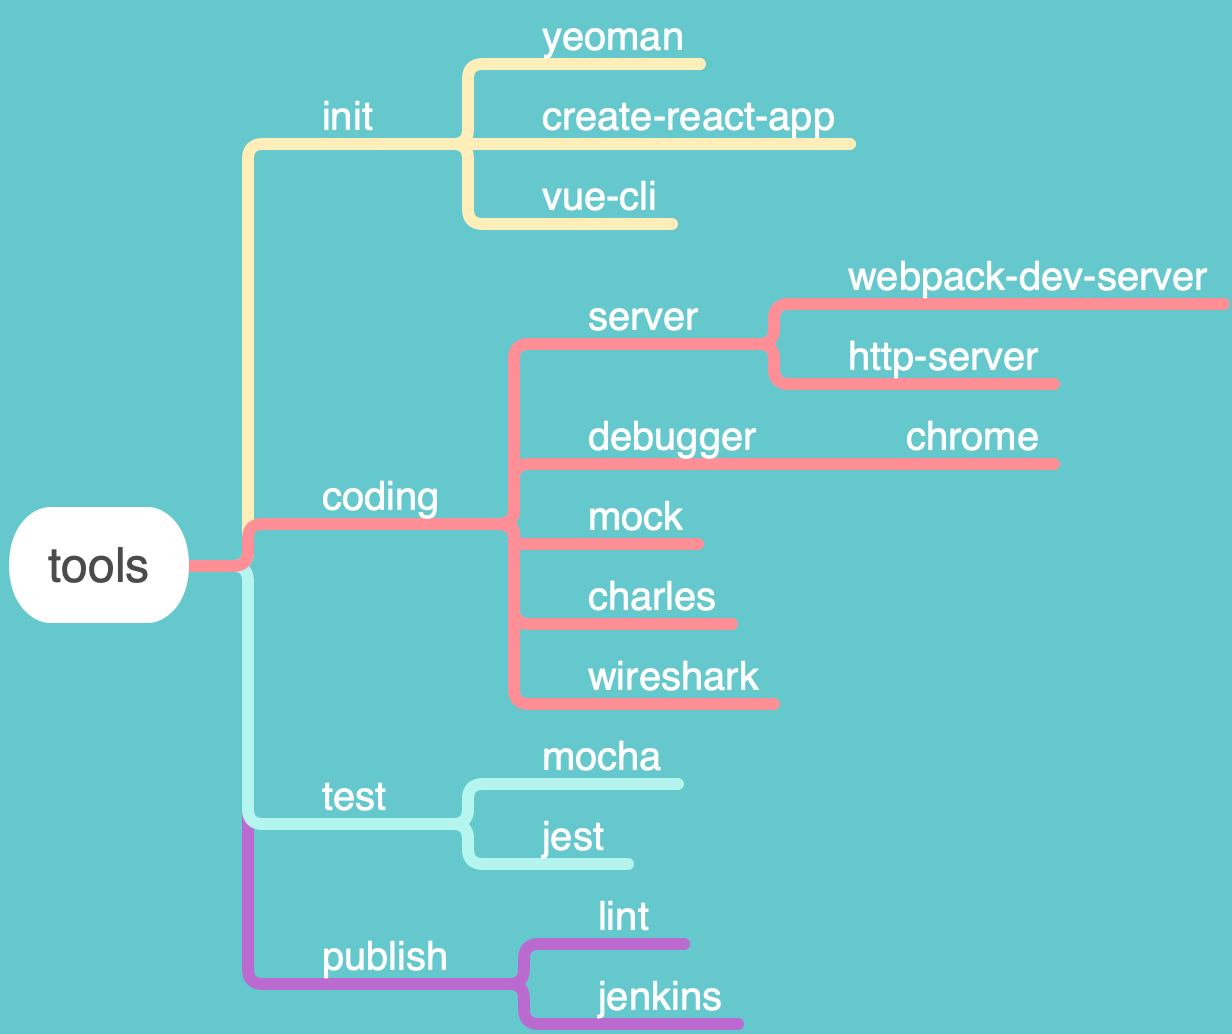 tools
init
yeoman
create-react-app
vue-cli
coding
server
webpack-dev-server
http-server
debugger
chrome
mock
charles
wireshark
test
mocha
jest
publish
lint
jenkins